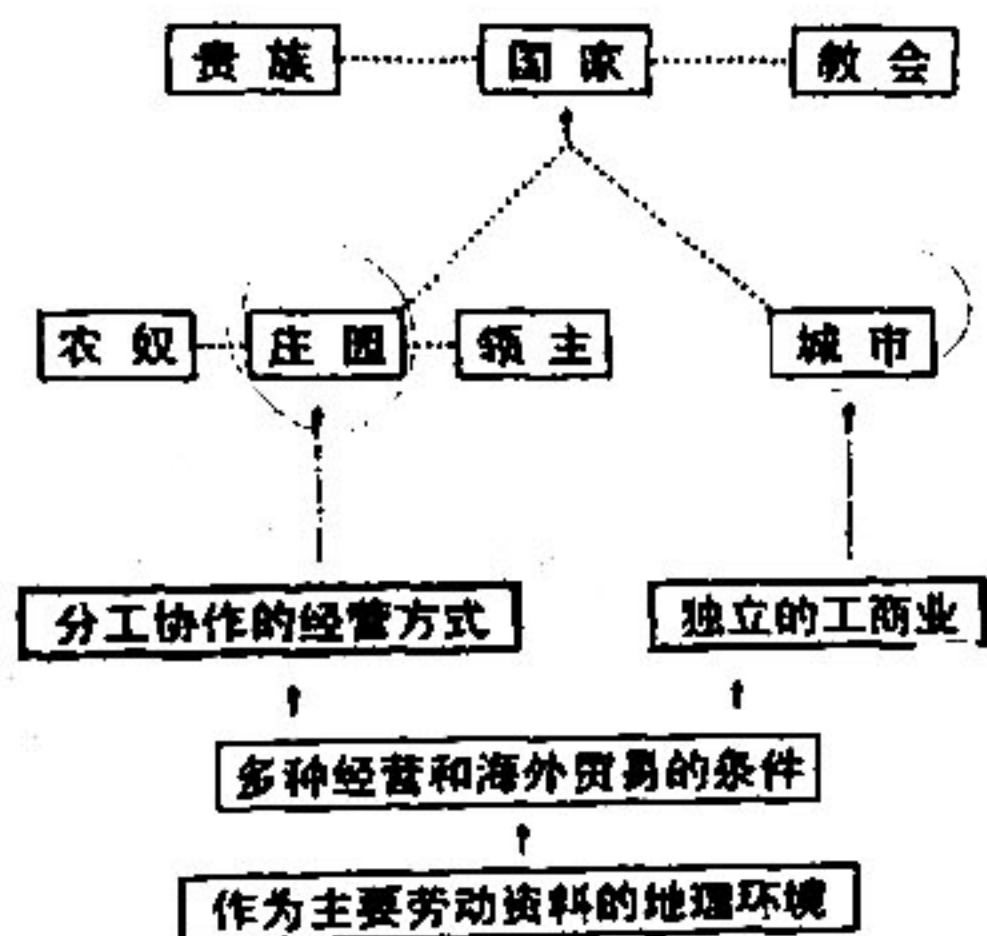 贵族 国家 教会
农奴 庄园 领主 城市
分工协作的经营方式 独立的工商业
多种经营和海外贸易的条件
作为主要劳动资料的地理环境